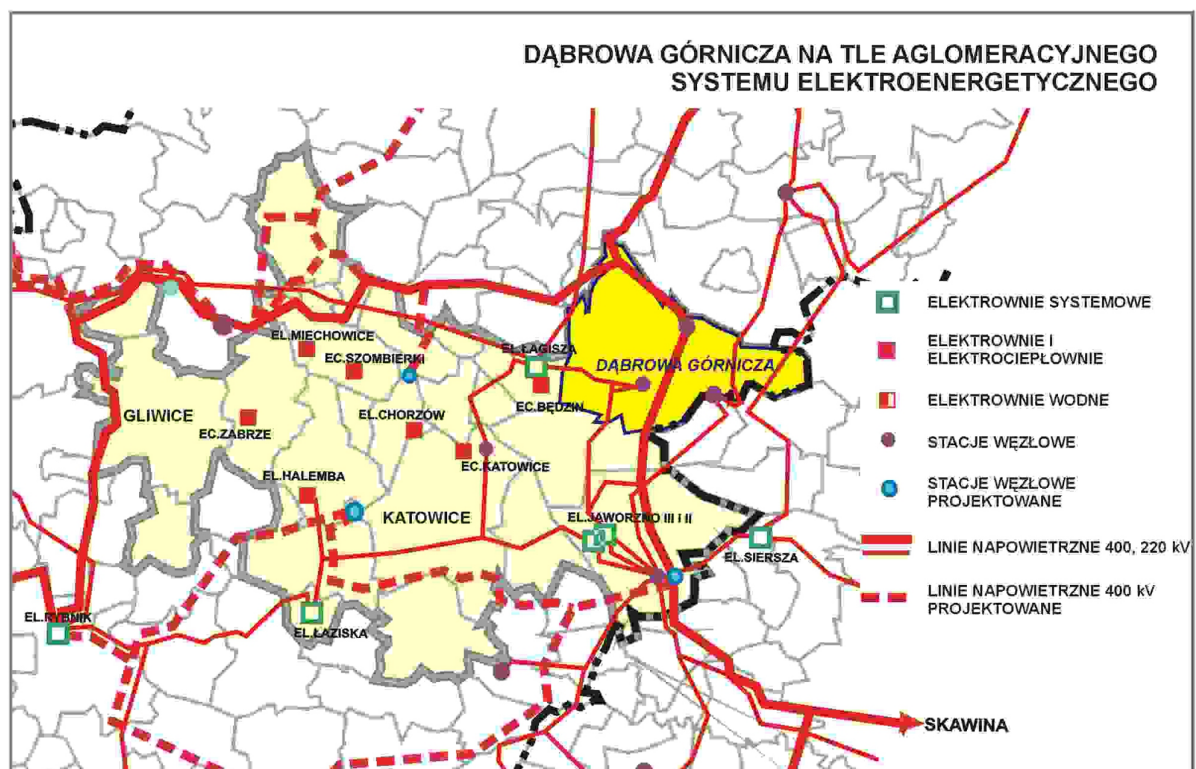 DĄBROWA GÓRNICZA NA TLE AGLOMERACYJNEGO
SYSTEMU ELEKTROENERGETYCZNEGO
ELEKTROWNIE SYSTEMOWE
EL.MIECHOWICE
ELEKTROWNIE I
ELEKTROCIEPŁOWNIE
EL.ŁAGISZA
EC.SZOMBIERKI
DĄBROWA GÓRNICZA
ELEKTROWNIE WODNE
EC.BĘDZIN
GLIWICE
EL.CHORZÓW
EC.ZABRZE
STACJE WĘZŁOWE
EC.KATOWICE
EL.HALEMBA
STACJE WĘZŁOWE
PROJEKTOWANE
KATOWICE
EL.JAWORZNO III i II
LINIE NAPOWIETRZNE 400, 220 kV
EL.SIERSZA
LINIE NAPOWIETRZNE 400 kV
PROJEKTOWANE
EL.RYBNIK
EL.ŁAZISKA
SKAWINA